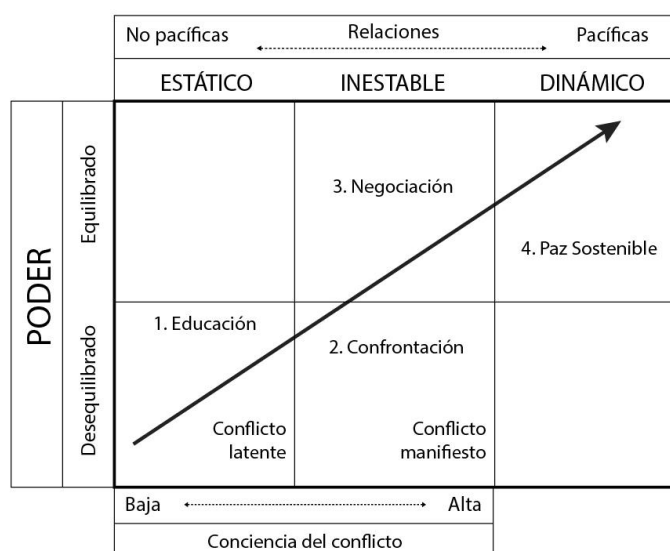 No pacíficas Relaciones Pacíficas
ESTÁTICO INESTABLE DINÁMICO
PODER
Equilibrado
Desequilibrado
3. Negociación
4. Paz Sostenible
1. Educación
2. Confrontación
Conflicto
latente
Conflicto
manifiesto
Baja Alta
Conciencia del conflicto